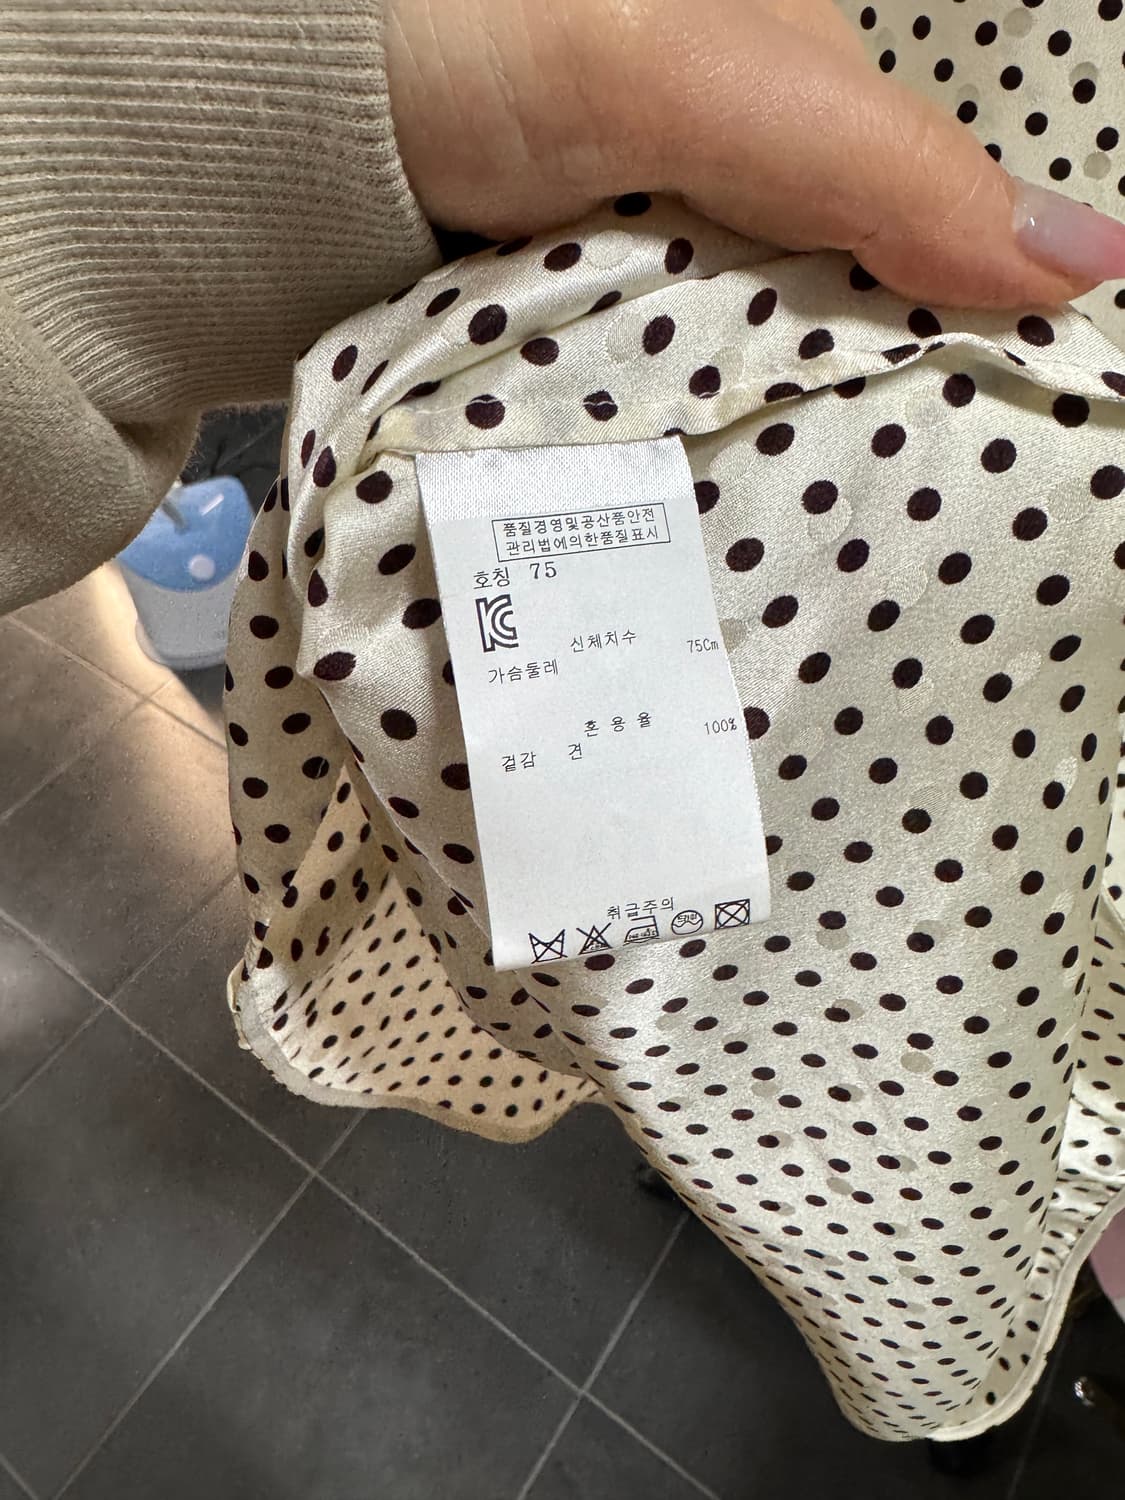 품질경영및공산품안전
관리법에의한품질표시
호칭 75
신체치수
가슴둘레 75Cm
혼 용 율
겉감 견 100%
취급주의